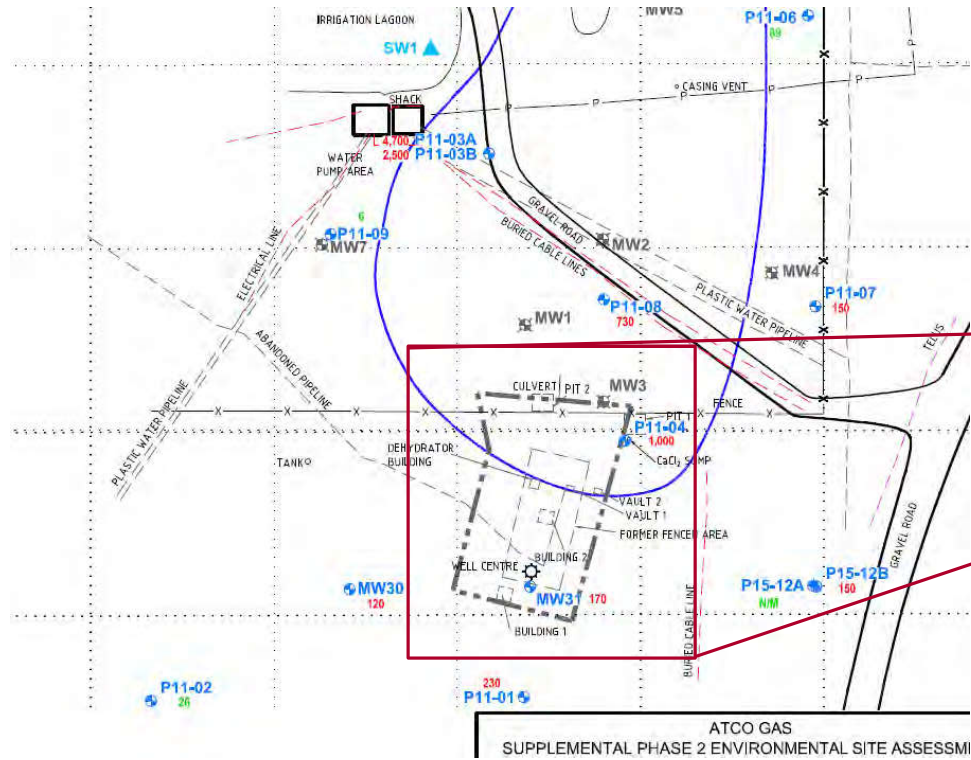 IRRIGATION LAGOON
MW5
P11-06
89
SW1
P
CASING VENT
P
P
P
P
SHACK
L 4,700 P11-03A
2,500 P11-03B
WATER
PUMP AREA
6
P11-09
MW7
ELECTRICAL LINE
GRAVEL ROAD
BURIED CABLE LINES
MW2
MW4
PLASTIC WATER PIPELINE
P11-08
730
P11-07
150
MW1
TELUS
ABANDONED PIPELINE
PLASTIC WATER PIPELINE
CULVERT
PIT 2
MW3
FENCE
PIT 1
P11-04
1,000
DEHYDRATOR
BUILDING
TANK
CaCl2 SUMP
VAULT 2
VAULT 1
FORMER FENCED AREA
BUILDING 2
WELL CENTRE
GRAVEL ROAD
MW30
120
MW31
170
P15-12A
P15-12B
N/M
150
BUILDING 1
BURIED CABLE LINE
P11-02
26
230
P11-01
ATCO GAS
SUPPLEMENTAL PHASE 2 ENVIRONMENTAL SITE ASSESSM